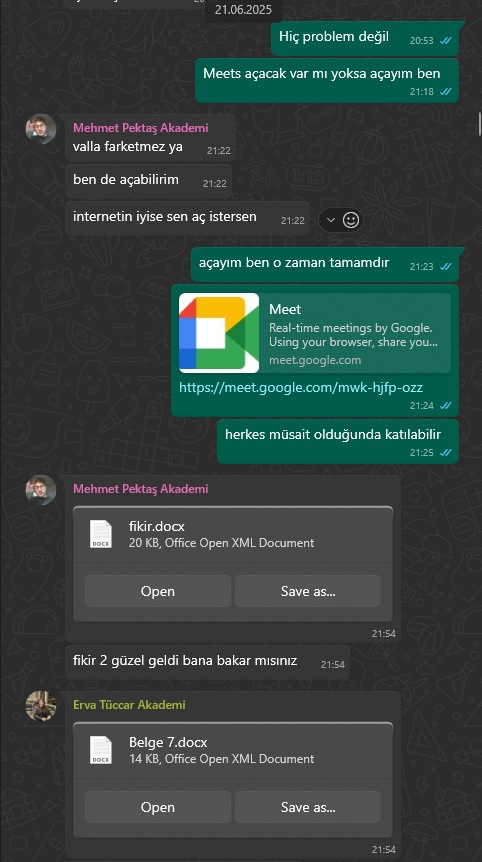 21.06.2025
Hiç problem değil
20:53
Meets açacak var mı yoksa açayım ben
21:18
Mehmet Pektaş Akademi
valla farketmez ya
21:22
ben de açabilirim
21:22
internetin iyise sen aç istersen
21:22
açayım ben o zaman tamamdır
21:23
Meet
Real-time meetings by Google.
Using your browser, share you...
meet.google.com
https://meet.google.com/mwk-hjfp-ozz
21:24
herkes müsait olduğunda katılabilir
21:25
Mehmet Pektaş Akademi
fikir.docx
DOCX
20 KB, Office Open XML Document
Open
Save as...
21:54
fikir 2 güzel geldi bana bakar mısınız
21:54
Erva Tüccar Akademi
Belge 7.docx
DOCX
14 KB, Office Open XML Document
Open
Save as...
21:54